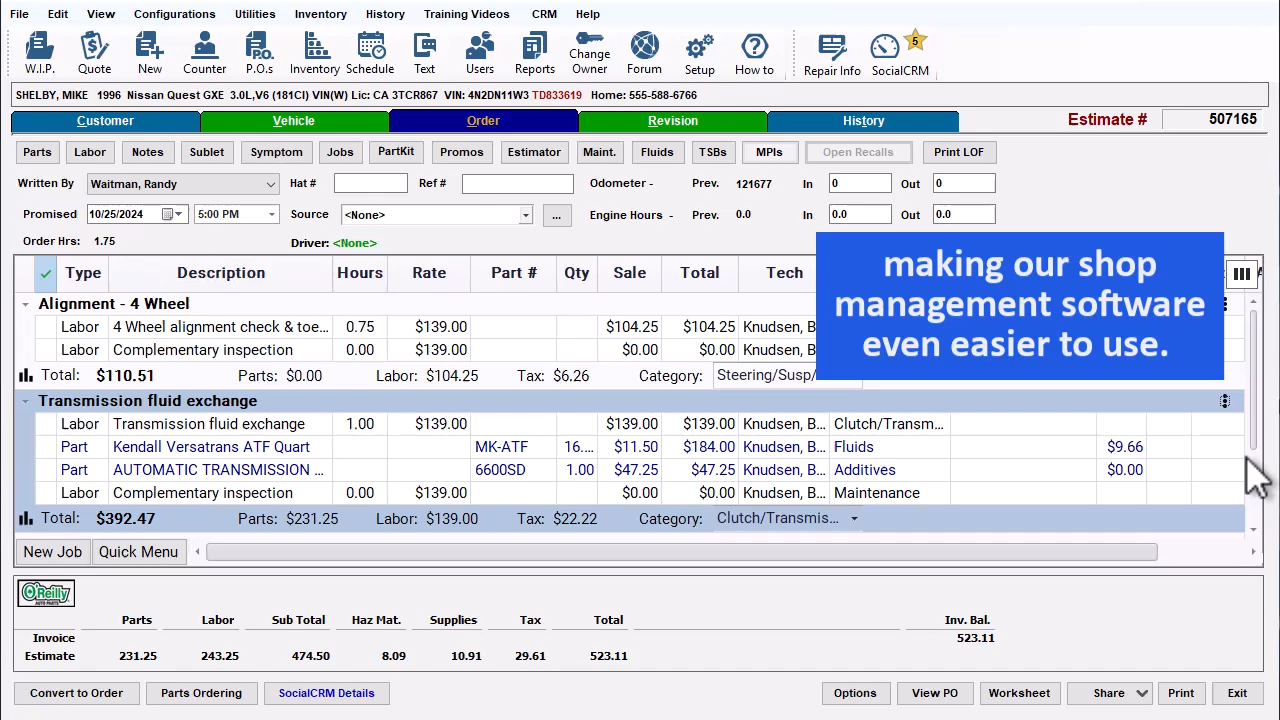 File Edit View Configurations Utilities Inventory History Training Videos CRM Help
W.I.P. Quote New Counter P.O.s Inventory Schedule Text Users Reports Change Owner Forum Setup How to Repair Info 5 SocialCRM
SHELBY, MIKE 1996 Nissan Quest GXE 3.0L,V6 (181CI) VIN(W) Lic: CA 3TCR867 VIN: 4N2DN11W3 TD833619 Home: 555-588-6766
Customer Vehicle Order Revision History Estimate # 507165
Parts Labor Notes Sublet Symptom Jobs PartKit Promos Estimator Maint. Fluids TSBs MPIs Open Recalls Print LOF
Written By Waitman, Randy Hat # Ref # Odometer - Prev. 121677 In 0 Out 0
Promised 10/25/2024 5:00 PM Source <None> ... Engine Hours - Prev. 0.0 In 0.0 Out 0.0
Order Hrs: 1.75 Driver: <None>
making our shop
management software
even easier to use.
Type Description Hours Rate Part # Qty Sale Total Tech
Alignment - 4 Wheel
Labor 4 Wheel alignment check & toe... 0.75 $139.00 $104.25 $104.25 Knudsen, B
Labor Complementary inspection 0.00 $139.00 $0.00 $0.00 Knudsen, B
Total: $110.51 Parts: $0.00 Labor: $104.25 Tax: $6.26 Category: Steering/Susp/
Transmission fluid exchange
Labor Transmission fluid exchange 1.00 $139.00 $139.00 $139.00 Knudsen, B... Clutch/Transm...
Part Kendall Versatrans ATF Quart MK-ATF 16.... $11.50 $184.00 Knudsen, B... Fluids $9.66
Part AUTOMATIC TRANSMISSION ... 6600SD 1.00 $47.25 $47.25 Knudsen, B... Additives $0.00
Labor Complementary inspection 0.00 $139.00 $0.00 $0.00 Knudsen, B... Maintenance
Total: $392.47 Parts: $231.25 Labor: $139.00 Tax: $22.22 Category: Clutch/Transmis...
New Job Quick Menu
O'Reilly AUTO PARTS
Parts Labor Sub Total Haz Mat. Supplies Tax Total Inv. Bal.
Invoice 523.11
Estimate 231.25 243.25 474.50 8.09 10.91 29.61 523.11
Convert to Order Parts Ordering SocialCRM Details Options View PO Worksheet Share Print Exit